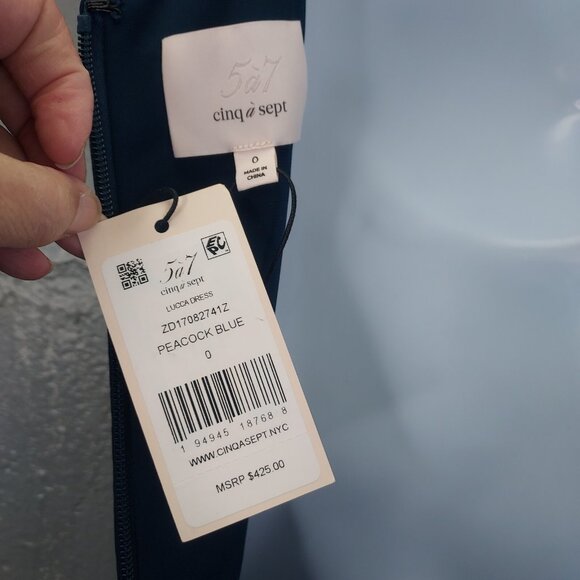 5à7
cinq à sept
0
MADE IN
CHINA
EPC
5à7
cinq à sept
LUCCA DRESS
ZD17082741Z
PEACOCK BLUE
0
1 94945 18768 8
WWW.CINQASEPT.NYC
MSRP $425.00